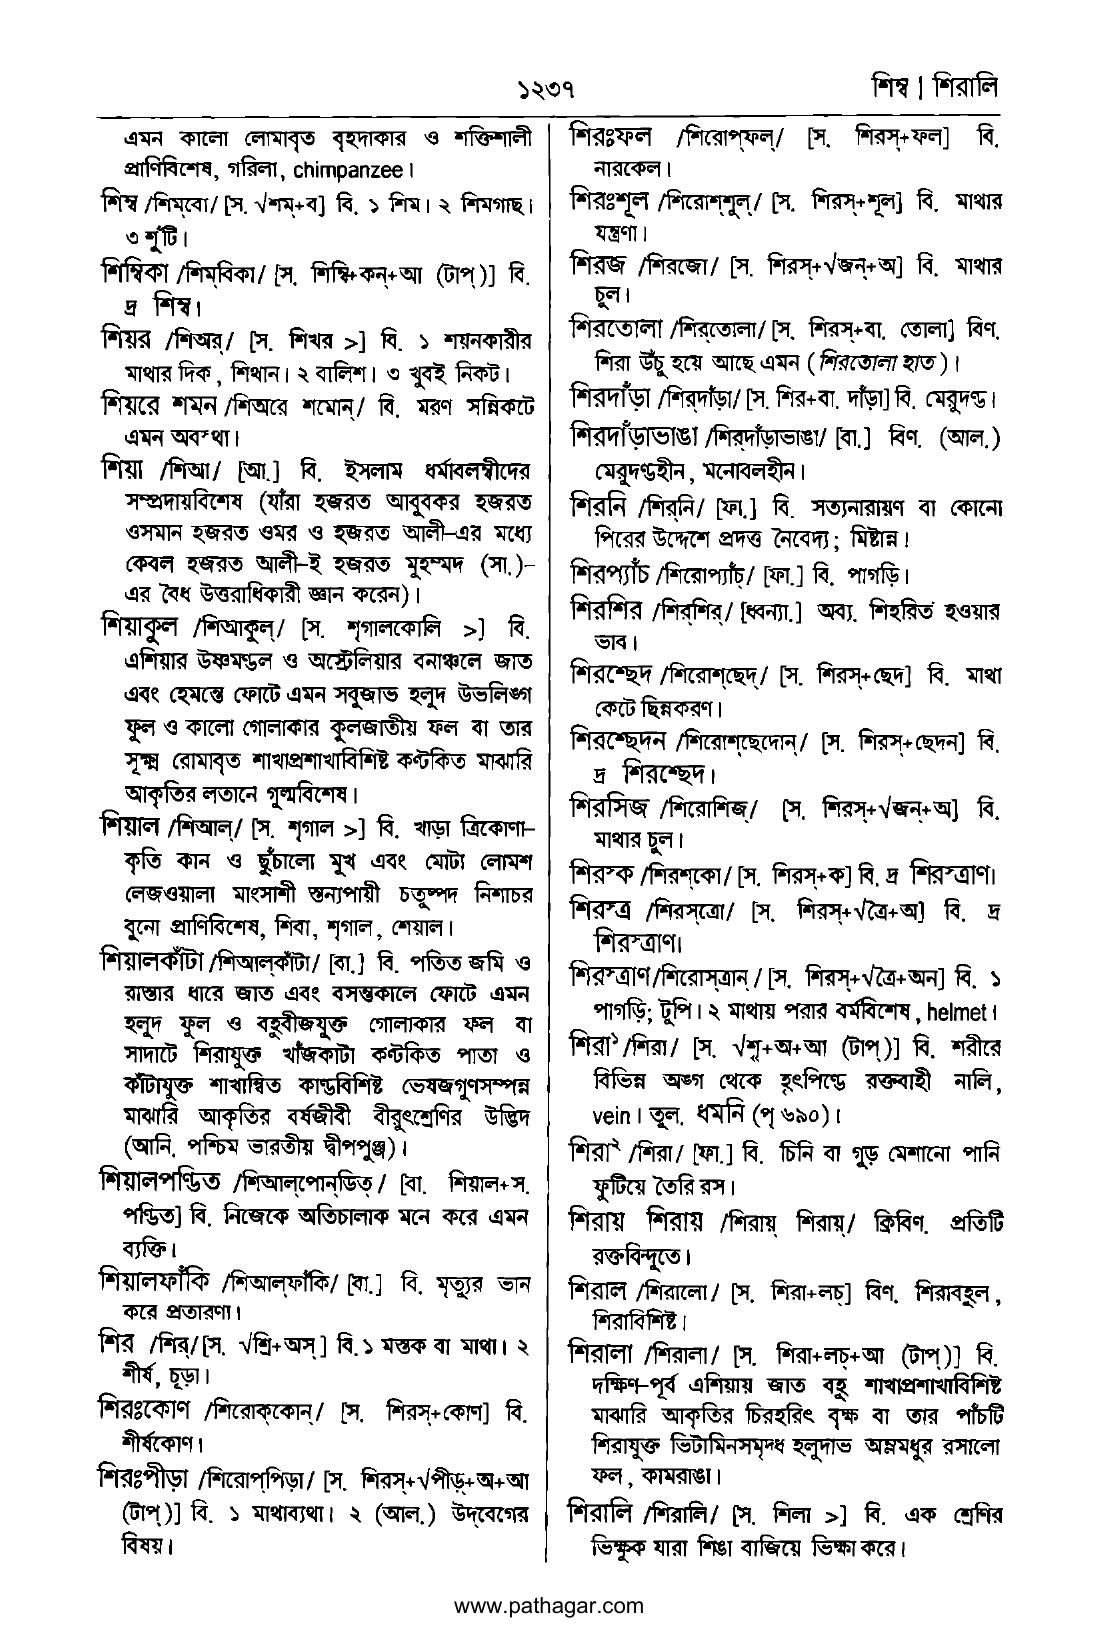 ১২৩৭
শিম্ব | শিরালি
এমন কালো লোমাবৃত বৃহদাকার ও শক্তিশালী
প্রাণিবিশেষ, গরিলা, chimpanzee।
শিম্ব /শিম্‌বো/ [স. √শম্‌+ব] বি. ১ শিম। ২ শিমগাছ।
৩ শুঁটি।
শিম্বিকা /শিম্‌বিকা/ [স. শিম্বি+কন্‌+আ (টাপ্‌)] বি.
দ্র শিম্ব।
শিয়র /শিঅর্‌/ [স. শিখর >] বি. ১ শয়নকারীর
মাথার দিক, শিথান। ২ বালিশ। ৩ খুবই নিকট।
শিয়রে শমন /শিঅরে শমোন্‌/ বি. মরণ সন্নিকটে
এমন অবস্থা।
শিয়া /শিআ/ [আ.] বি. ইসলাম ধর্মাবলম্বীদের
সম্প্রদায়বিশেষ (যাঁরা হজরত আবুবকর হজরত
ওসমান হজরত ওমর ও হজরত আলী-এর মধ্যে
কেবল হজরত আলী-ই হজরত মুহম্মদ (সা.)-
এর বৈধ উত্তরাধিকারী জ্ঞান করেন)।
শিয়াকুল /শিআকুল্‌/ [স. শৃগালকোলি >] বি.
এশিয়ার উষ্ণমণ্ডল ও অস্ট্রেলিয়ার বনাঞ্চলে জাত
এবং হেমন্তে ফোটে এমন সবুজাভ হলুদ উভলিঙ্গ
ফুল ও কালো গোলাকার কুলজাতীয় ফল বা তার
সূক্ষ্ম রোমাবৃত শাখাপ্রশাখাবিশিষ্ট কণ্টকিত মাঝারি
আকৃতির লতানে গুল্মবিশেষ।
শিয়াল /শিআল্‌/ [স. শৃগাল >] বি. খাড়া ত্রিকোণা-
কৃতি কান ও ছুঁচালো মুখ এবং মোটা লোমশ
লেজওয়ালা মাংসাশী স্তন্যপায়ী চতুষ্পদ নিশাচর
বুনো প্রাণিবিশেষ, শিবা, শৃগাল, শেয়াল।
শিয়ালকাঁটা /শিআল্‌কাঁটা/ [বা.] বি. পতিত জমি ও
রাস্তার ধারে জাত এবং বসন্তকালে ফোটে এমন
হলুদ ফুল ও বহুবীজযুক্ত গোলাকার ফল বা
সাদাটে শিরাযুক্ত খাঁজকাটা কণ্টকিত পাতা ও
কাঁটাযুক্ত শাখান্বিত কাণ্ডবিশিষ্ট ভেষজগুণসম্পন্ন
মাঝারি আকৃতির বর্ষজীবী বীরুৎশ্রেণির উদ্ভিদ
(আনি. পশ্চিম ভারতীয় দ্বীপপুঞ্জ)।
শিয়ালপণ্ডিত /শিআল্‌পোন্‌ডিত্‌/ [বা. শিয়াল+স.
পণ্ডিত] বি. নিজেকে অতিচালাক মনে করে এমন
ব্যক্তি।
শিয়ালফাঁকি /শিআল্‌ফাঁকি/ [বা.] বি. মৃত্যুর ভান
করে প্রতারণা।
শির /শির্‌/ [স. √শ্রি+অস্‌] বি. ১ মস্তক বা মাথা। ২
শীর্ষ, চূড়া।
শিরঃকোণ /শিরোক্‌কোন্‌/ [স. শিরস্‌+কোণ] বি.
শীর্ষকোণ।
শিরঃপীড়া /শিরোপ্‌পিড়া/ [স. শিরস্‌+√পীড়্‌+অ+আ
(টাপ্‌)] বি. ১ মাথাব্যথা। ২ (আল.) উদ্‌বেগের
বিষয়।
শিরঃফল /শিরোপ্‌ফল্‌/ [স. শিরস্‌+ফল] বি.
নারকেল।
শিরঃশূল /শিরোশ্‌শুল্‌/ [স. শিরস্‌+শূল] বি. মাথার
যন্ত্রণা।
শিরজ /শিরজো/ [স. শিরস্‌+√জন্‌+অ] বি. মাথার
চুল।
শিরতোলা /শির্‌তোলা/ [স. শিরস্‌+বা. তোলা] বিণ.
শিরা উঁচু হয়ে আছে এমন (শিরতোলা হাত)।
শিরদাঁড়া /শির্‌দাঁড়া/ [স. শির+বা. দাঁড়া] বি. মেরুদণ্ড।
শিরদাঁড়াভাঙা /শির্‌দাঁড়াভাঙা/ [বা.] বিণ. (আল.)
মেরুদণ্ডহীন, মনোবলহীন।
শিরনি /শির্‌নি/ [ফা.] বি. সত্যনারায়ণ বা কোনো
পিরের উদ্দেশে প্রদত্ত নৈবেদ্য; মিষ্টান্ন।
শিরপ্যাঁচ /শিরোপ্যাঁচ্‌/ [ফা.] বি. পাগড়ি।
শিরশির /শির্‌শির্‌/ [ধ্বন্যা.] অব্য. শিহরিত হওয়ার
ভাব।
শিরশ্ছেদ /শিরোশ্‌ছেদ্‌/ [স. শিরস্‌+ছেদ] বি. মাথা
কেটে ছিন্নকরণ।
শিরশ্ছেদন /শিরোশ্‌ছেদোন্‌/ [স. শিরস্‌+ছেদন] বি.
দ্র শিরশ্ছেদ।
শিরসিজ /শিরোশিজ্‌/ [স. শিরস্‌+√জন্‌+অ] বি.
মাথার চুল।
শিরস্ক /শিরশ্‌কো/ [স. শিরস্‌+ক] বি. দ্র শিরস্ত্রাণ।
শিরস্ত্র /শিরস্‌ত্রো/ [স. শিরস্‌+√ত্রৈ+অ] বি. দ্র
শিরস্ত্রাণ।
শিরস্ত্রাণ /শিরোস্‌ত্রান্‌/ [স. শিরস্‌+√ত্রৈ+অন] বি. ১
পাগড়ি; টুপি। ২ মাথায় পরার বর্মবিশেষ, helmet।
শিরা১ /শিরা/ [স. √শৄ+অ+আ (টাপ্‌)] বি. শরীরে
বিভিন্ন অঙ্গ থেকে হৃৎপিণ্ডে রক্তবাহী নালি,
vein। তুল. ধমনি (পৃ ৬৯০)।
শিরা২ /শিরা/ [ফা.] বি. চিনি বা গুড় মেশানো পানি
ফুটিয়ে তৈরি রস।
শিরায় শিরায় /শিরায়্‌ শিরায়্‌/ ক্রিবিণ. প্রতিটি
রক্তবিন্দুতে।
শিরাল /শিরালো/ [স. শিরা+লচ্‌] বিণ. শিরাবহুল,
শিরাবিশিষ্ট।
শিরালা /শিরালা/ [স. শিরা+লচ্‌+আ (টাপ্‌)] বি.
দক্ষিণ-পূর্ব এশিয়ায় জাত বহু শাখাপ্রশাখাবিশিষ্ট
মাঝারি আকৃতির চিরহরিৎ বৃক্ষ বা তার পাঁচটি
শিরাযুক্ত ভিটামিনসমৃদ্ধ হলুদাভ অম্লমধুর রসালো
ফল, কামরাঙা।
শিরালি /শিরালি/ [স. শিলা >] বি. এক শ্রেণির
ভিক্ষুক যারা শিঙা বাজিয়ে ভিক্ষা করে।
www.pathagar.com